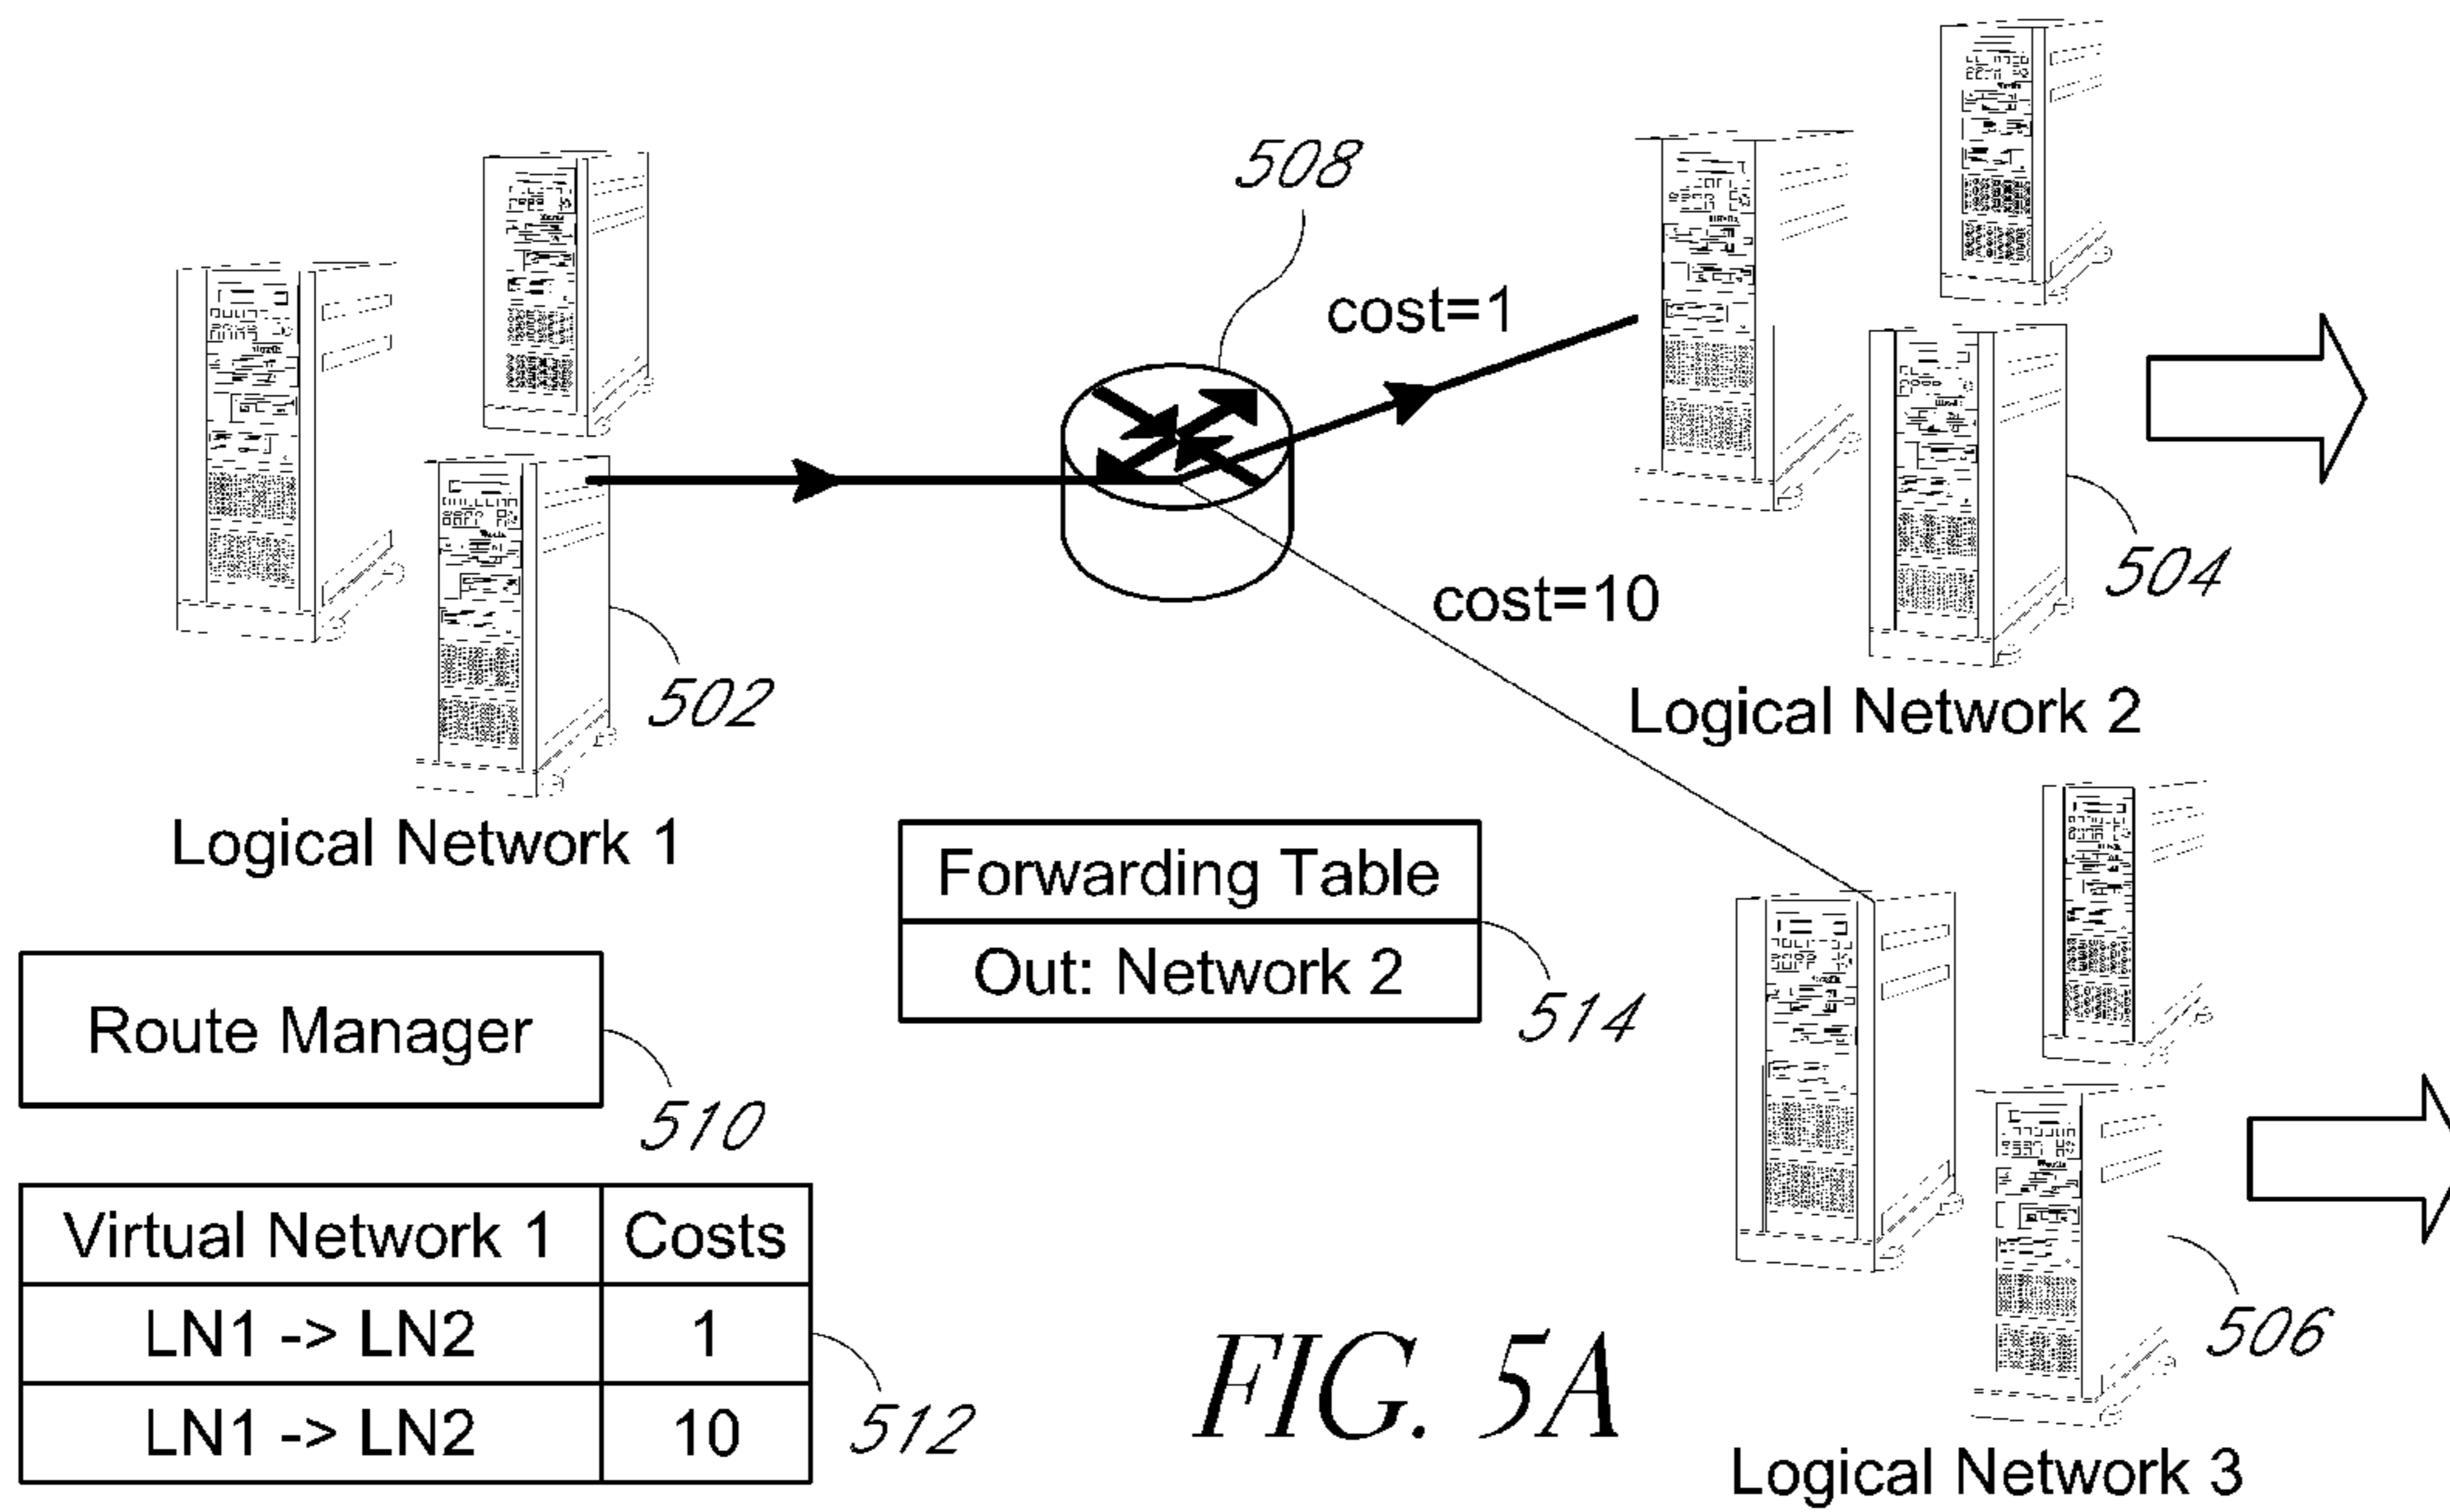 508
cost=1
cost=10
504
502
Logical Network 2
Logical Network 1
Forwarding Table
Out: Network 2
514
Route Manager
510
Virtual Network 1 Costs
LN1 -> LN2 1
LN1 -> LN2 10
512
506
FIG. 5A
Logical Network 3